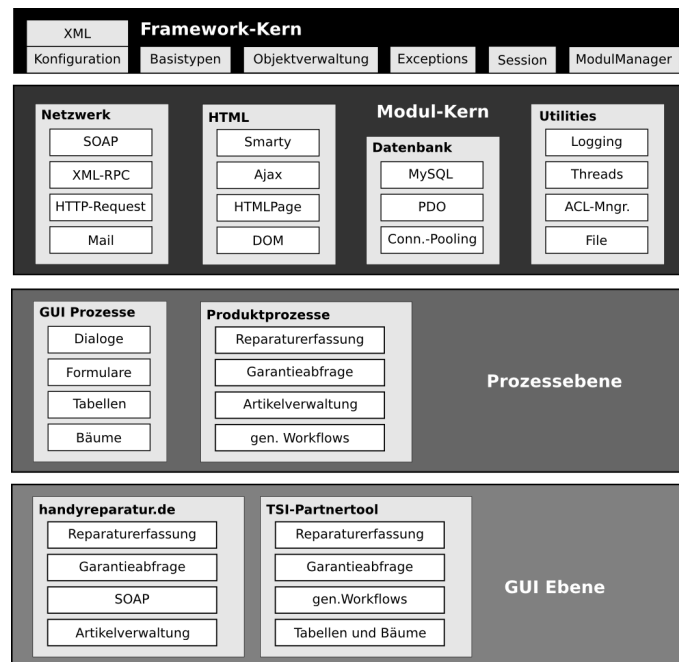 Framework-Kern
XML
Konfiguration
Basistypen
Objektverwaltung
Exceptions
Session
ModulManager
Modul-Kern
Netzwerk
SOAP
XML-RPC
HTTP-Request
Mail
HTML
Smarty
Ajax
HTMLPage
DOM
Datenbank
MySQL
PDO
Conn.-Pooling
Utilities
Logging
Threads
ACL-Mngr.
File
GUI Prozesse
Dialoge
Formulare
Tabellen
Bäume
Produktprozesse
Reparaturerfassung
Garantieabfrage
Artikelverwaltung
gen. Workflows
Prozessebene
handyreparatur.de
Reparaturerfassung
Garantieabfrage
SOAP
Artikelverwaltung
TSI-Partnertool
Reparaturerfassung
Garantieabfrage
gen.Workflows
Tabellen und Bäume
GUI Ebene